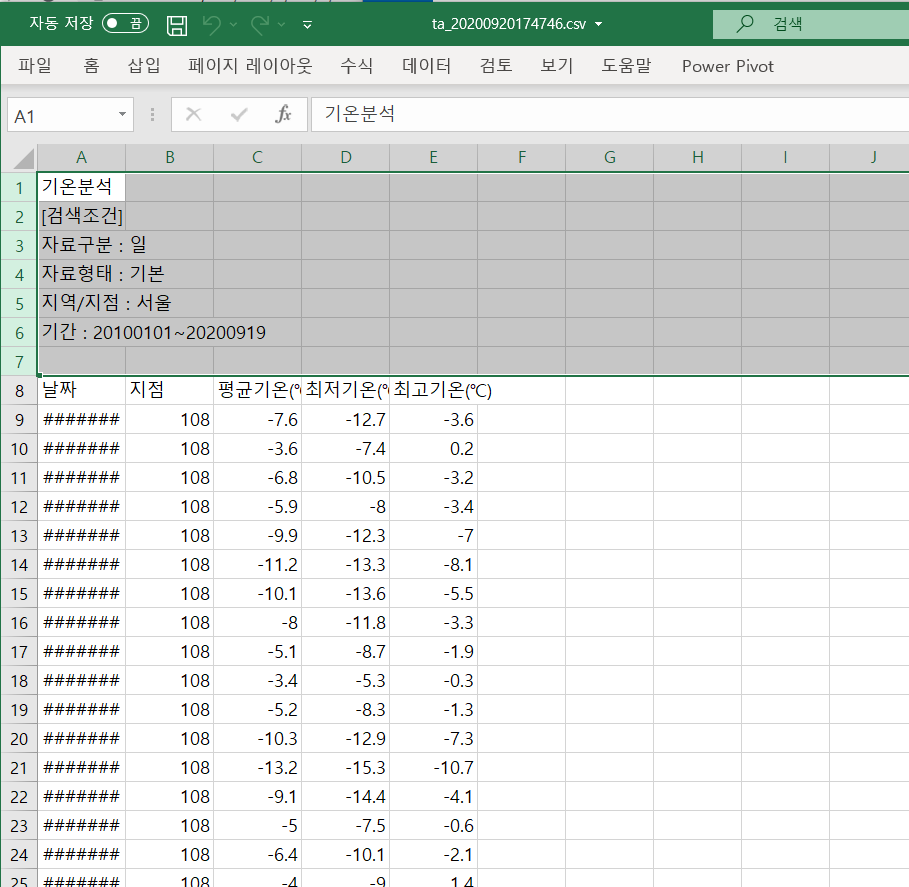 자동 저장 끔 ta_20200920174746.csv 검색
파일 홈 삽입 페이지 레이아웃 수식 데이터 검토 보기 도움말 Power Pivot
A1 fx 기온분석
A B C D E F G H I J
1 기온분석
2 [검색조건]
3 자료구분 : 일
4 자료형태 : 기본
5 지역/지점 : 서울
6 기간 : 20100101~20200919
7
8 날짜 지점 평균기온(℃ 최저기온(℃ 최고기온(℃)
9 ####### 108 -7.6 -12.7 -3.6
10 ####### 108 -3.6 -7.4 0.2
11 ####### 108 -6.8 -10.5 -3.2
12 ####### 108 -5.9 -8 -3.4
13 ####### 108 -9.9 -12.3 -7
14 ####### 108 -11.2 -13.3 -8.1
15 ####### 108 -10.1 -13.6 -5.5
16 ####### 108 -8 -11.8 -3.3
17 ####### 108 -5.1 -8.7 -1.9
18 ####### 108 -3.4 -5.3 -0.3
19 ####### 108 -5.2 -8.3 -1.3
20 ####### 108 -10.3 -12.9 -7.3
21 ####### 108 -13.2 -15.3 -10.7
22 ####### 108 -9.1 -14.4 -4.1
23 ####### 108 -5 -7.5 -0.6
24 ####### 108 -6.4 -10.1 -2.1
25 ####### 108 -4 -9 1.4